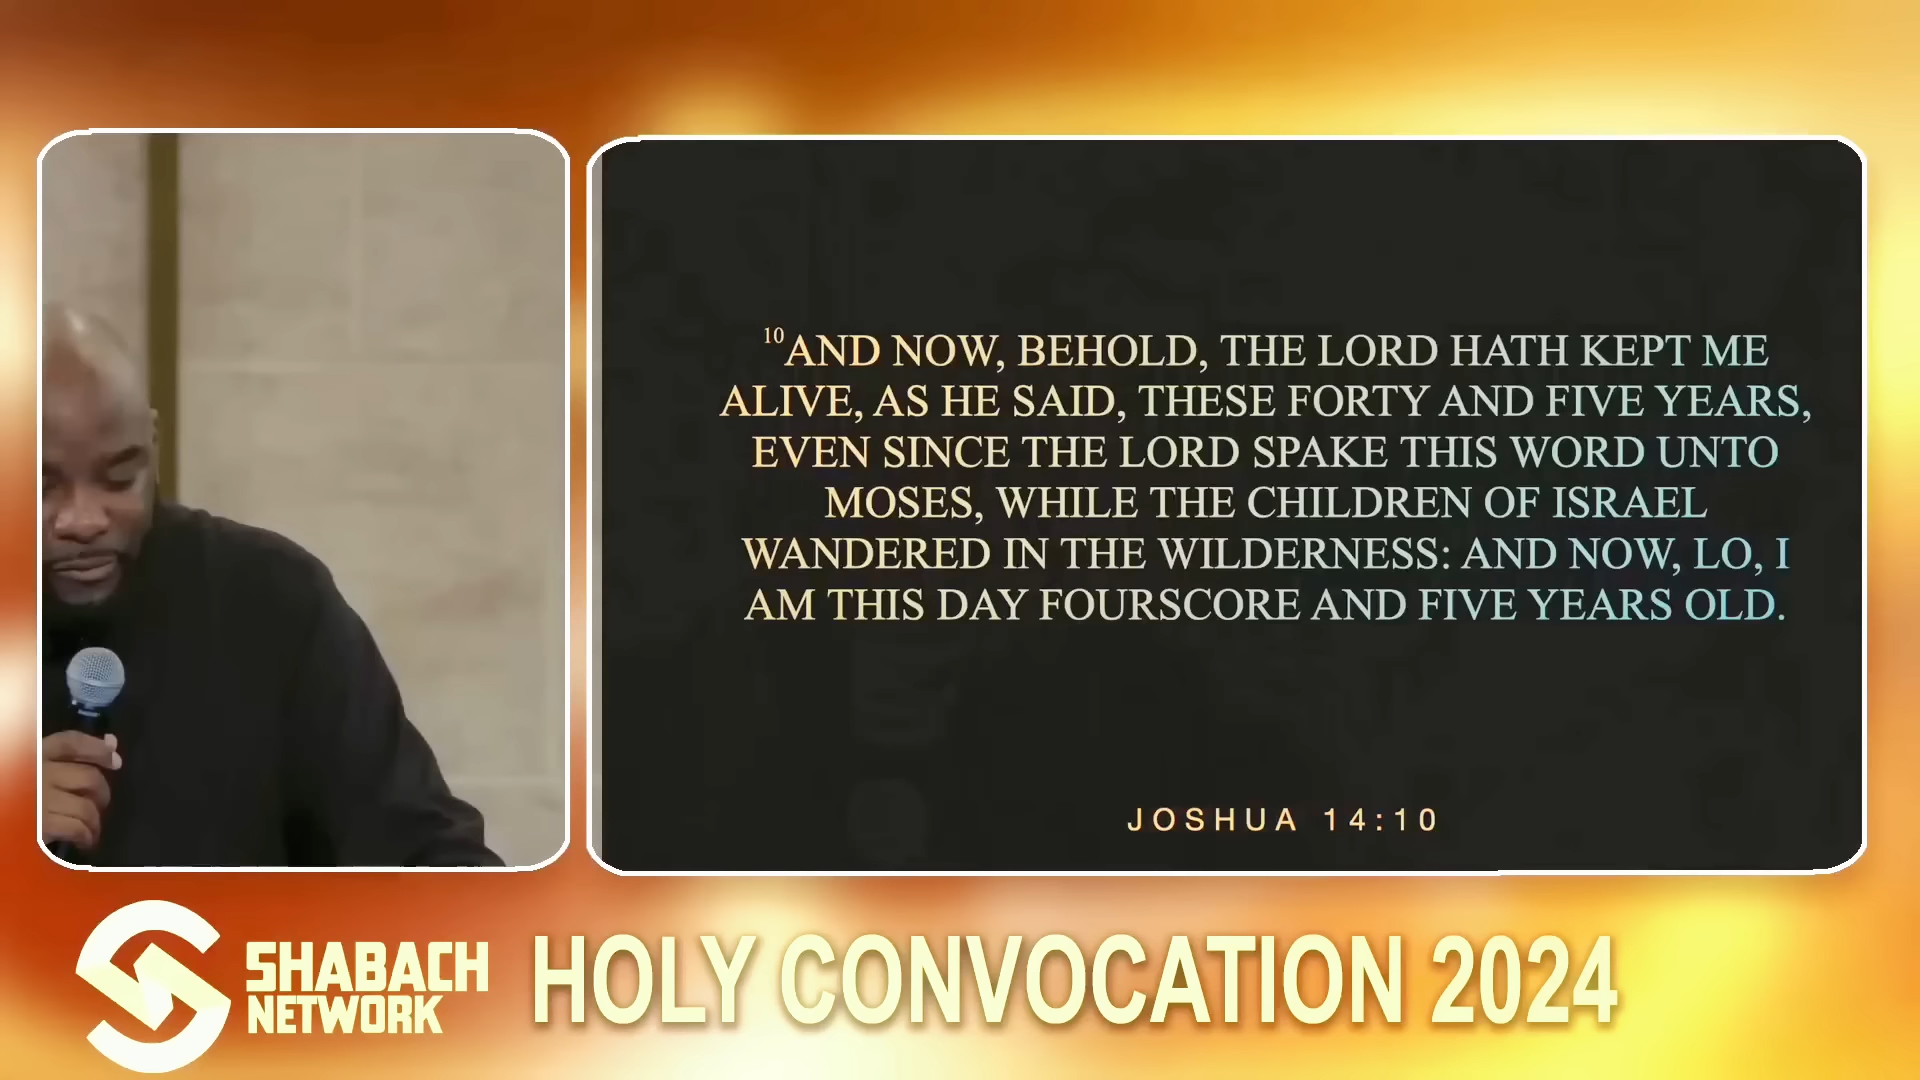 10 AND NOW, BEHOLD, THE LORD HATH KEPT ME
ALIVE, AS HE SAID, THESE FORTY AND FIVE YEARS,
EVEN SINCE THE LORD SPAKE THIS WORD UNTO
MOSES, WHILE THE CHILDREN OF ISRAEL
WANDERED IN THE WILDERNESS: AND NOW, LO, I
AM THIS DAY FOURSCORE AND FIVE YEARS OLD.
JOSHUA 14:10
SHABACH
NETWORK
HOLY CONVOCATION 2024